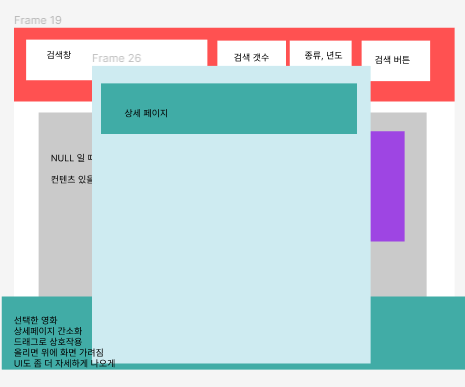 Frame 19
검색창
Frame 26
검색 갯수
종류, 년도
검색 버튼
상세 페이지
NULL 일
컨텐츠
선택한 영화
상세페이지 간소화
드래그로 상호작용
올리면 위에 화면 가려짐
UI도 좀 더 자세하게 나오게